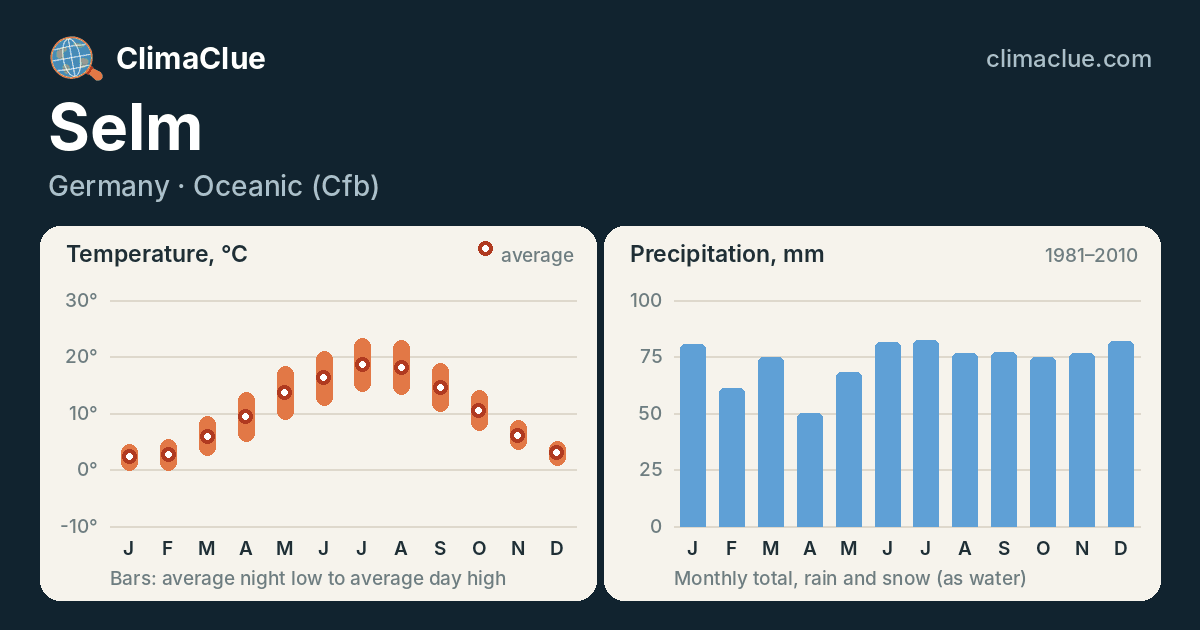 ClimaClue
climaclue.com
Selm
Germany · Oceanic (Cfb)
Temperature, °C
average
30°
20°
10°
0°
-10°
J F M A M J J A S O N D
Bars: average night low to average day high
Precipitation, mm
1981–2010
100
75
50
25
0
J F M A M J J A S O N D
Monthly total, rain and snow (as water)